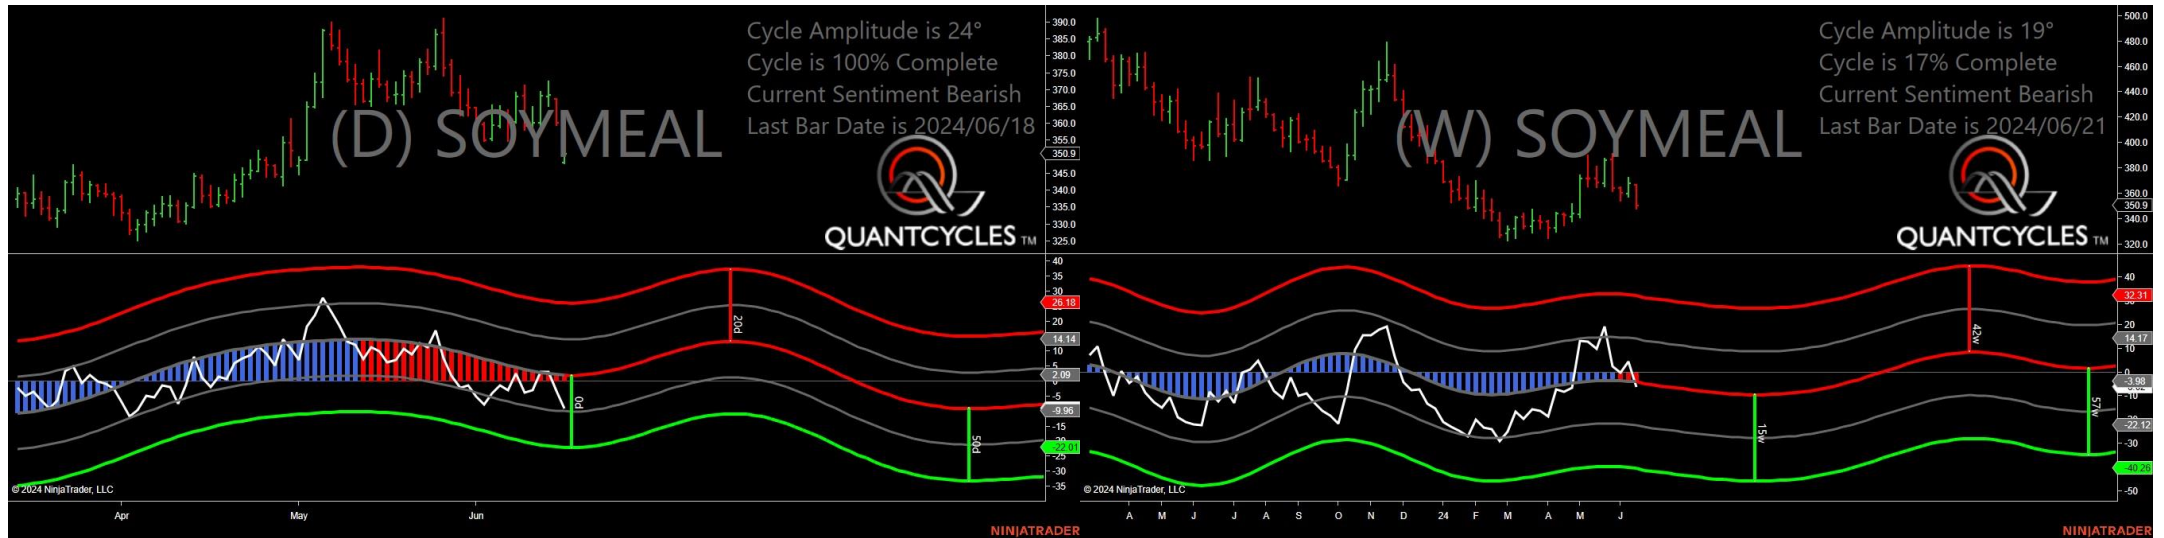 Cycle Amplitude is 24°
Cycle is 100% Complete
Current Sentiment Bearish
Last Bar Date is 2024/06/18
(D) SOYMEAL
QUANTCYCLES TM
390.0
385.0
380.0
375.0
370.0
365.0
360.0
355.0
350.9
345.0
340.0
335.0
330.0
325.0
40
35
30
26.18
20
14.14
10
5
2.09
-5
-9.96
-15
-22.01
-25
-30
-35
20d
0d
50d
© 2024 NinjaTrader, LLC
Apr May Jun
NINJATRADER
Cycle Amplitude is 19°
Cycle is 17% Complete
Current Sentiment Bearish
Last Bar Date is 2024/06/21
(W) SOYMEAL
QUANTCYCLES TM
500.0
480.0
460.0
440.0
420.0
400.0
380.0
360.0
350.9
340.0
320.0
40
32.31
20
14.17
10
0
-3.98
-10
-22.12
-30
-40.26
-50
42w
15w
57w
© 2024 NinjaTrader, LLC
A M J J A S O N D 24 F M A M J
NINJATRADER